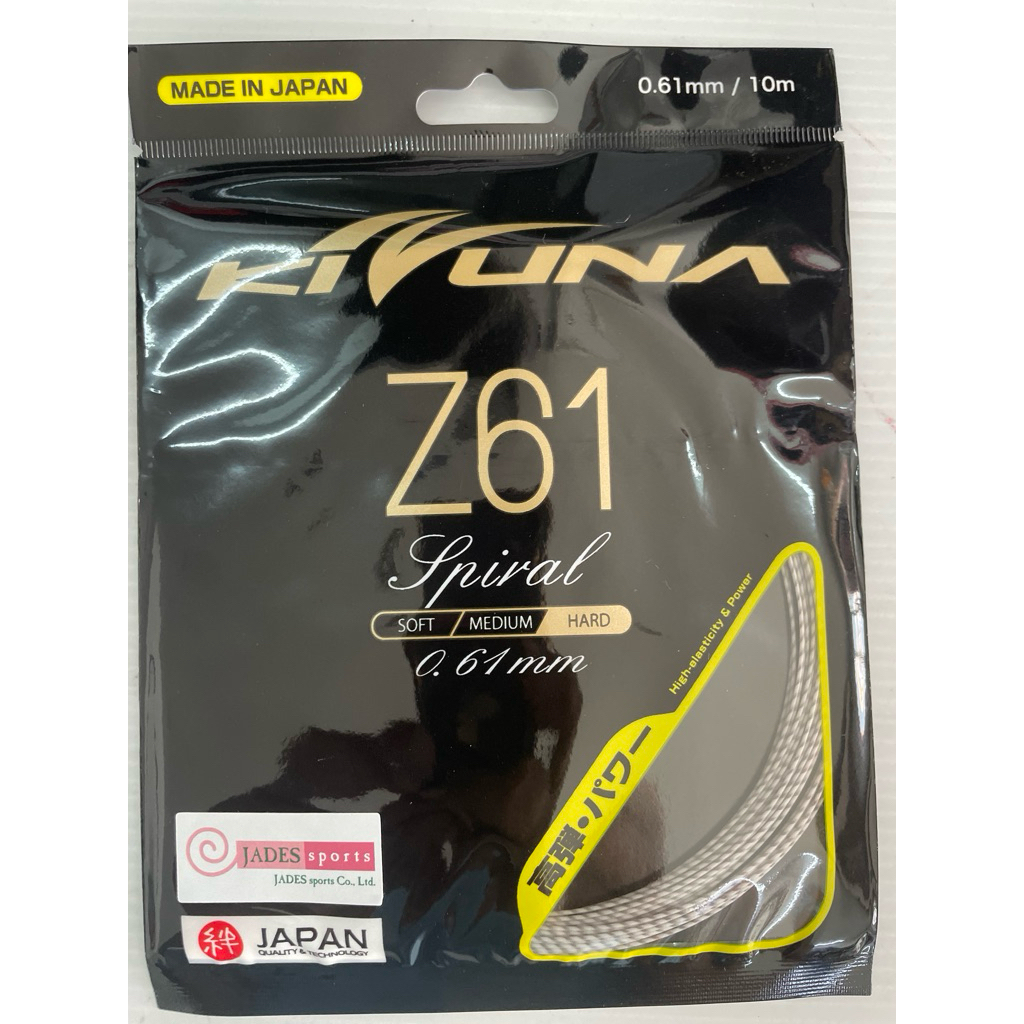 MADE IN JAPAN
0.61mm / 10m
KIZUNA
Z61
Spiral
SOFT / MEDIUM / HARD
0.61mm
High-elasticity & Power
高弾・パワー
JADES sports
JADES sports Co., Ltd.
絆 JAPAN
QUALITY & TECHNOLOGY